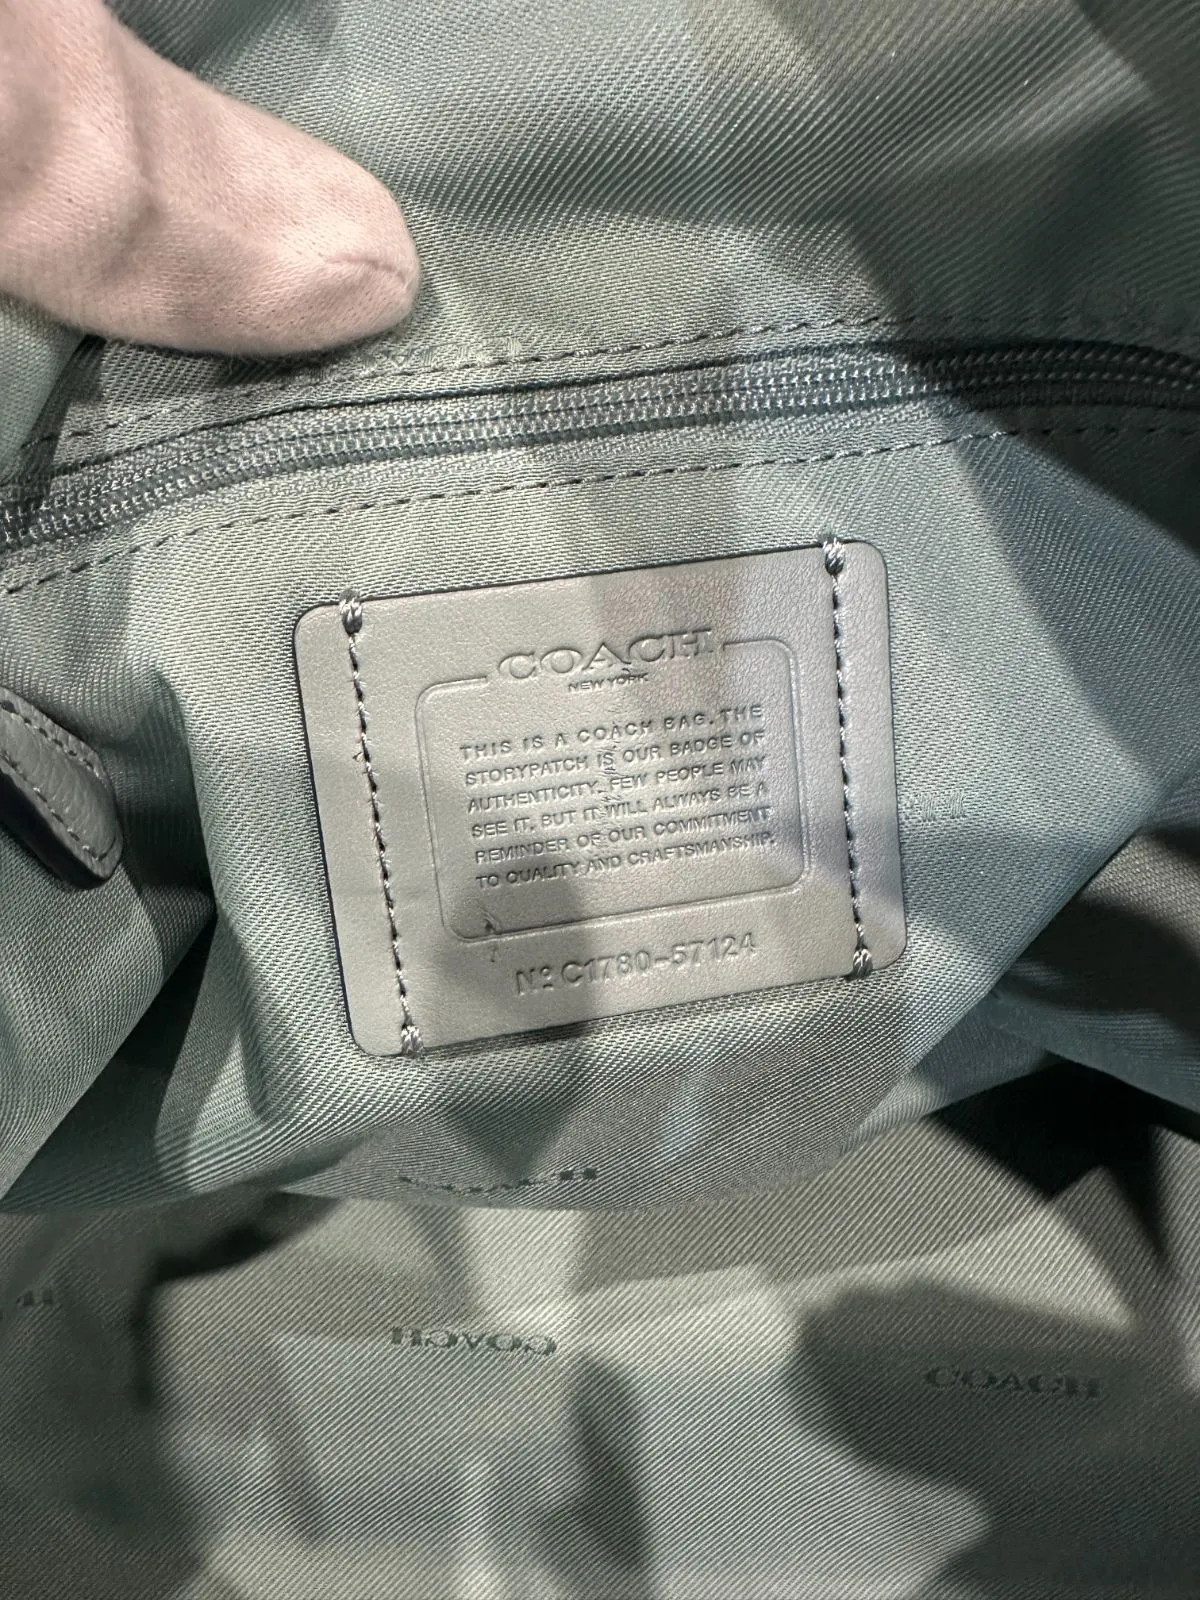 COACH
NEW YORK
THIS IS A COACH BAG. THE
STORYPATCH IS OUR BADGE OF
AUTHENTICITY. FEW PEOPLE MAY
SEE IT, BUT IT WILL ALWAYS BE A
REMINDER OF OUR COMMITMENT
TO QUALITY AND CRAFTSMANSHIP.
Nº C1780-57124
COACH
COACH
COACH